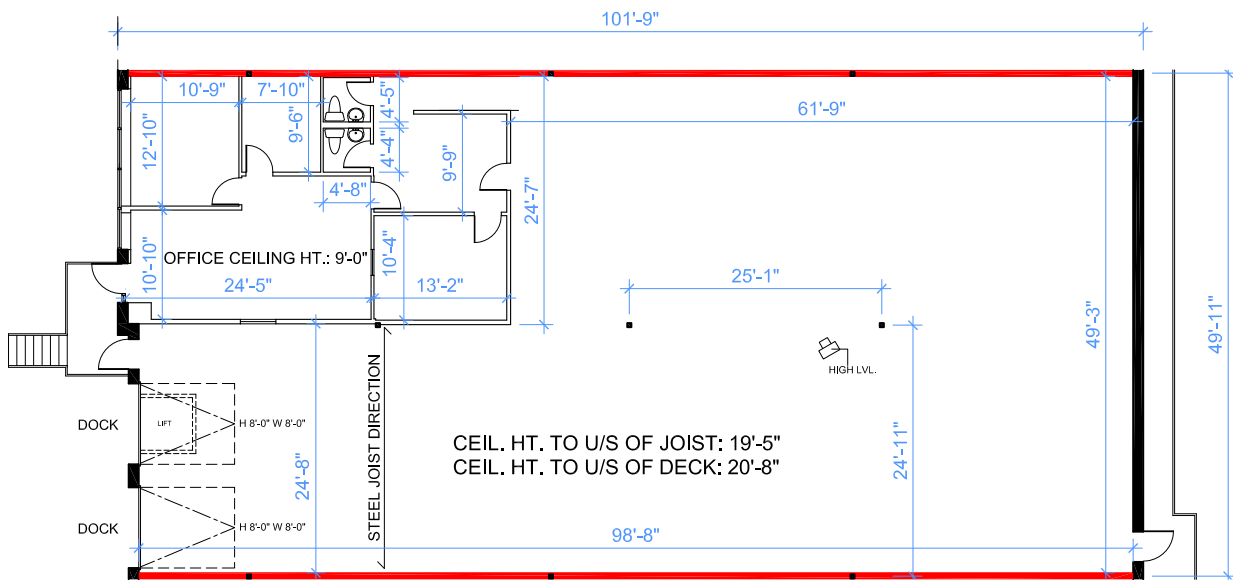 101'-9"
10'-9"
7'-10"
4'-5"
61'-9"
12'-10"
9'-6"
4'-4"
9'-9"
4'-8"
24'-7"
OFFICE CEILING HT.: 9'-0"
10'-10"
10'-4"
24'-5"
13'-2"
25'-1"
49'-3"
49'-11"
HIGH LVL.
STEEL JOIST DIRECTION
DOCK
LIFT
H 8'-0" W 8'-0"
CEIL. HT. TO U/S OF JOIST: 19'-5"
CEIL. HT. TO U/S OF DECK: 20'-8"
24'-8"
24'-11"
DOCK
H 8'-0" W 8'-0"
98'-8"